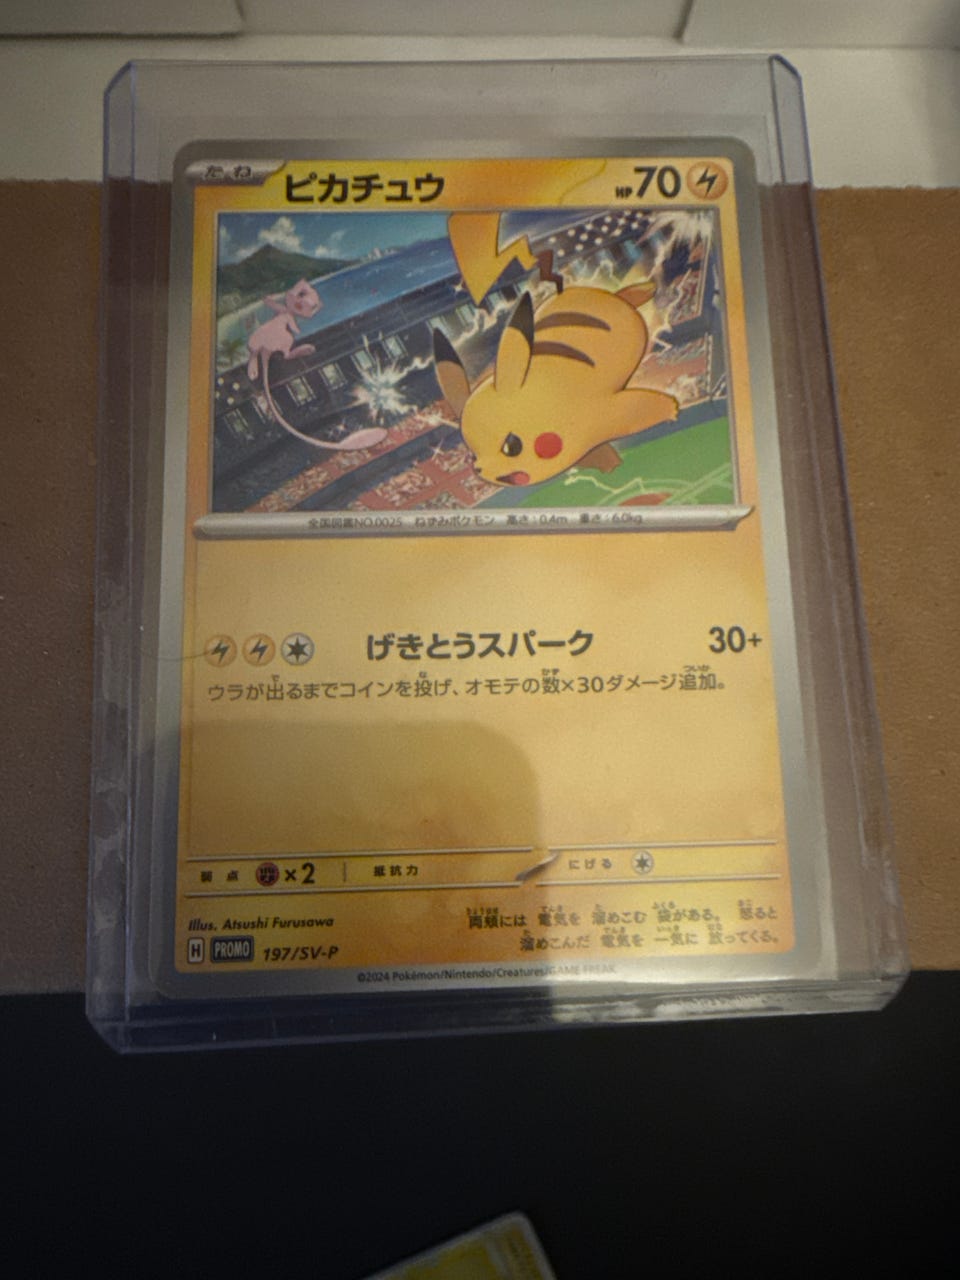 たね ピカチュウ HP 70
全国図鑑NO.0025 ねずみポケモン 高さ:0.4m 重さ:6.0kg
げきとうスパーク 30+
ウラが出るまでコインを投げ、オモテの数×30ダメージ追加。
弱点 ×2 抵抗力 にげる
Illus. Atsushi Furusawa
両頬には 電気を 溜めこむ 袋がある。 怒ると
溜めこんだ 電気を 一気に 放ってくる。
H PROMO 197/SV-P
©2024 Pokémon/Nintendo/Creatures/GAME FREAK